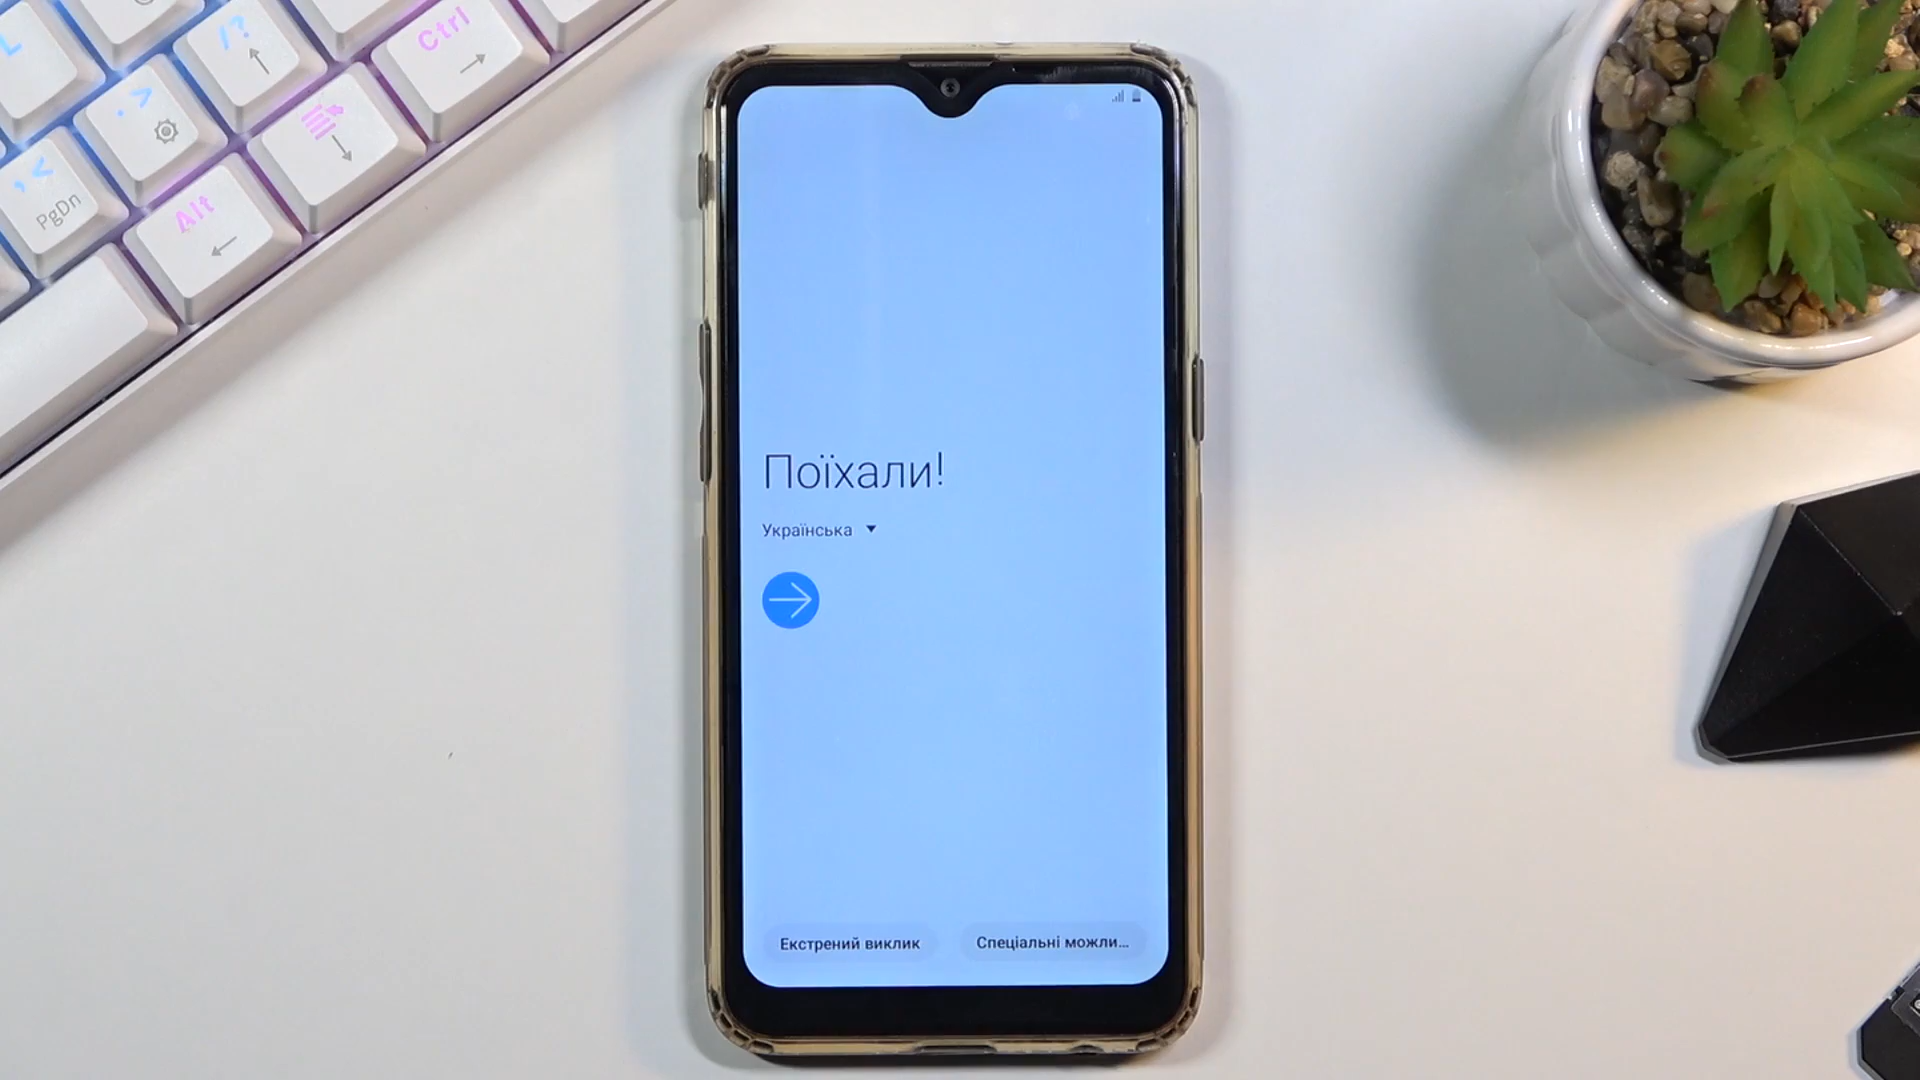 L
/?
Ctrl
. >
, <
PgDn
Alt
Поїхали!
Українська
Екстрений виклик
Спеціальні можли...